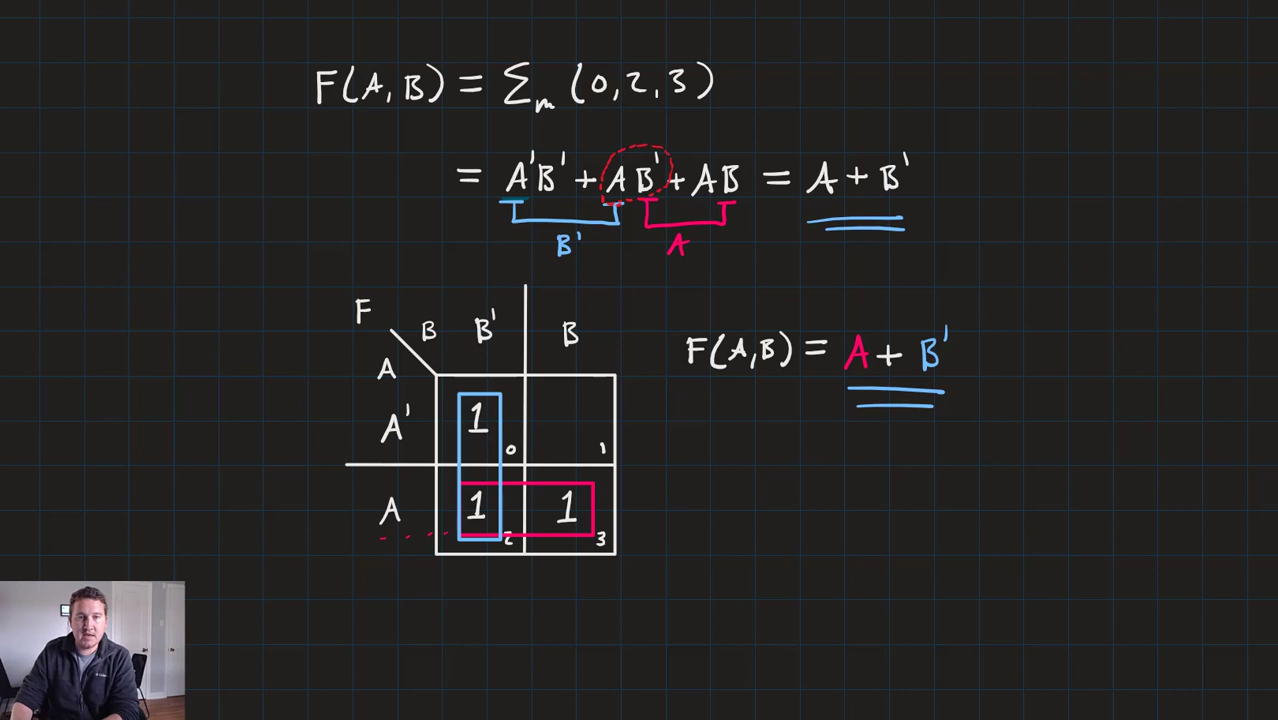 F(A,B) = Σm (0,2,3)
= A'B' + AB' + AB = A + B'
B' A
F B B' B
A
F(A,B) = A + B'
A' 1 0 1
A 1 2 1 3